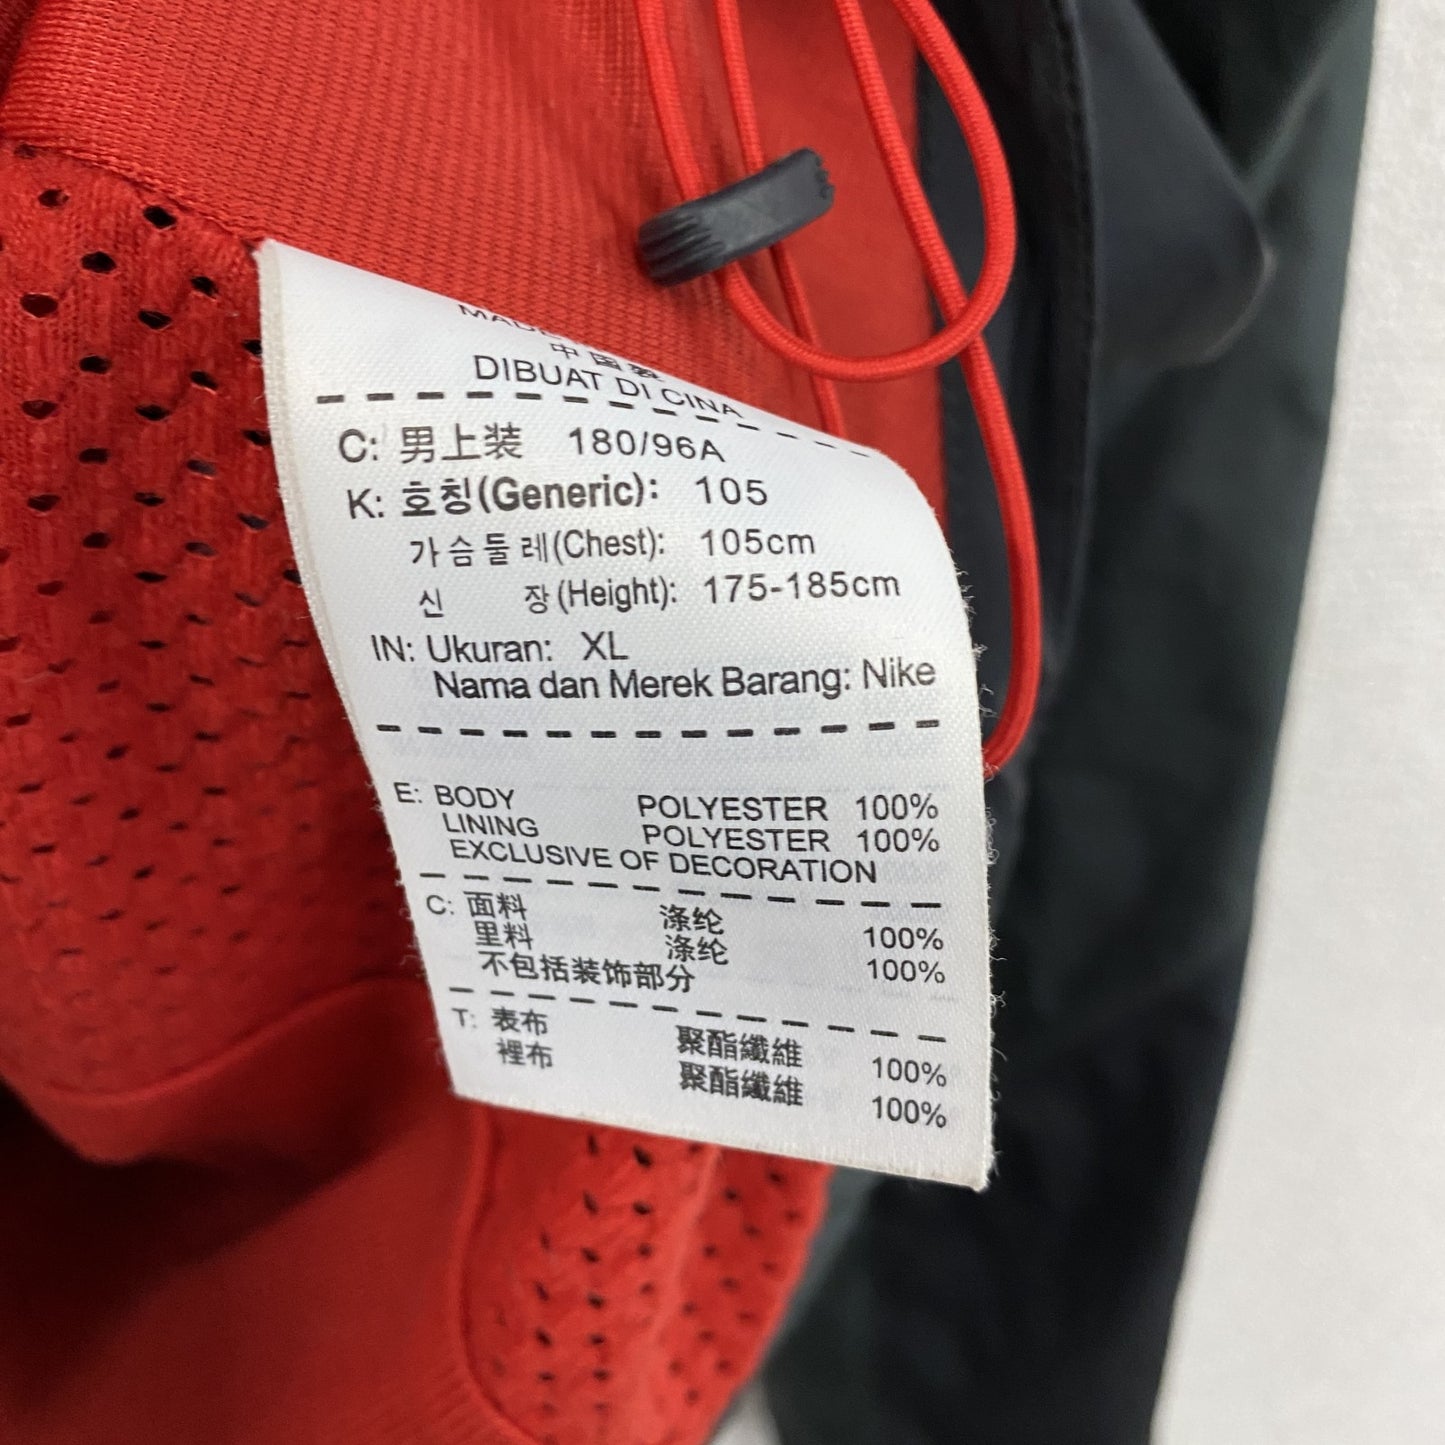 中国製
DIBUAT DI CINA
C: 男上装 180/96A
K: 호칭(Generic): 105
가슴둘레(Chest): 105cm
신 장(Height): 175-185cm
IN: Ukuran: XL
Nama dan Merek Barang: Nike
E: BODY POLYESTER 100%
LINING POLYESTER 100%
EXCLUSIVE OF DECORATION
C: 面料 涤纶 100%
里料 涤纶 100%
不包括装饰部分
T: 表布 聚酯纖維 100%
裡布 聚酯纖維 100%